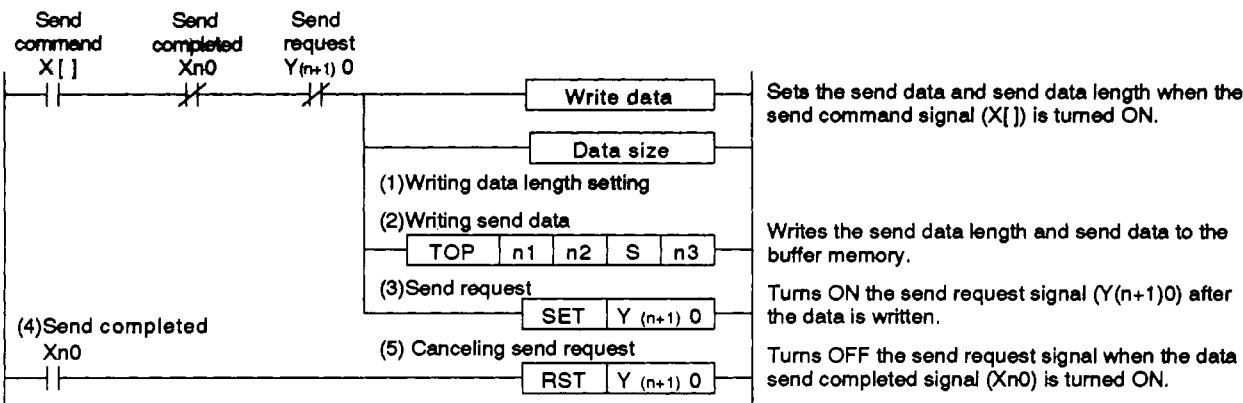 Send command X[ ]
Send completed Xn0
Send request Y(n+1) 0
Write data
Sets the send data and send data length when the
send command signal (X[ ]) is turned ON.
Data size
(1)Writing data length setting
(2)Writing send data
TOP n1 n2 S n3
Writes the send data length and send data to the
buffer memory.
(3)Send request
SET Y (n+1) 0
Turns ON the send request signal (Y(n+1)0) after
the data is written.
(4)Send completed
Xn0
(5) Canceling send request
RST Y (n+1) 0
Turns OFF the send request signal when the data
send completed signal (Xn0) is turned ON.